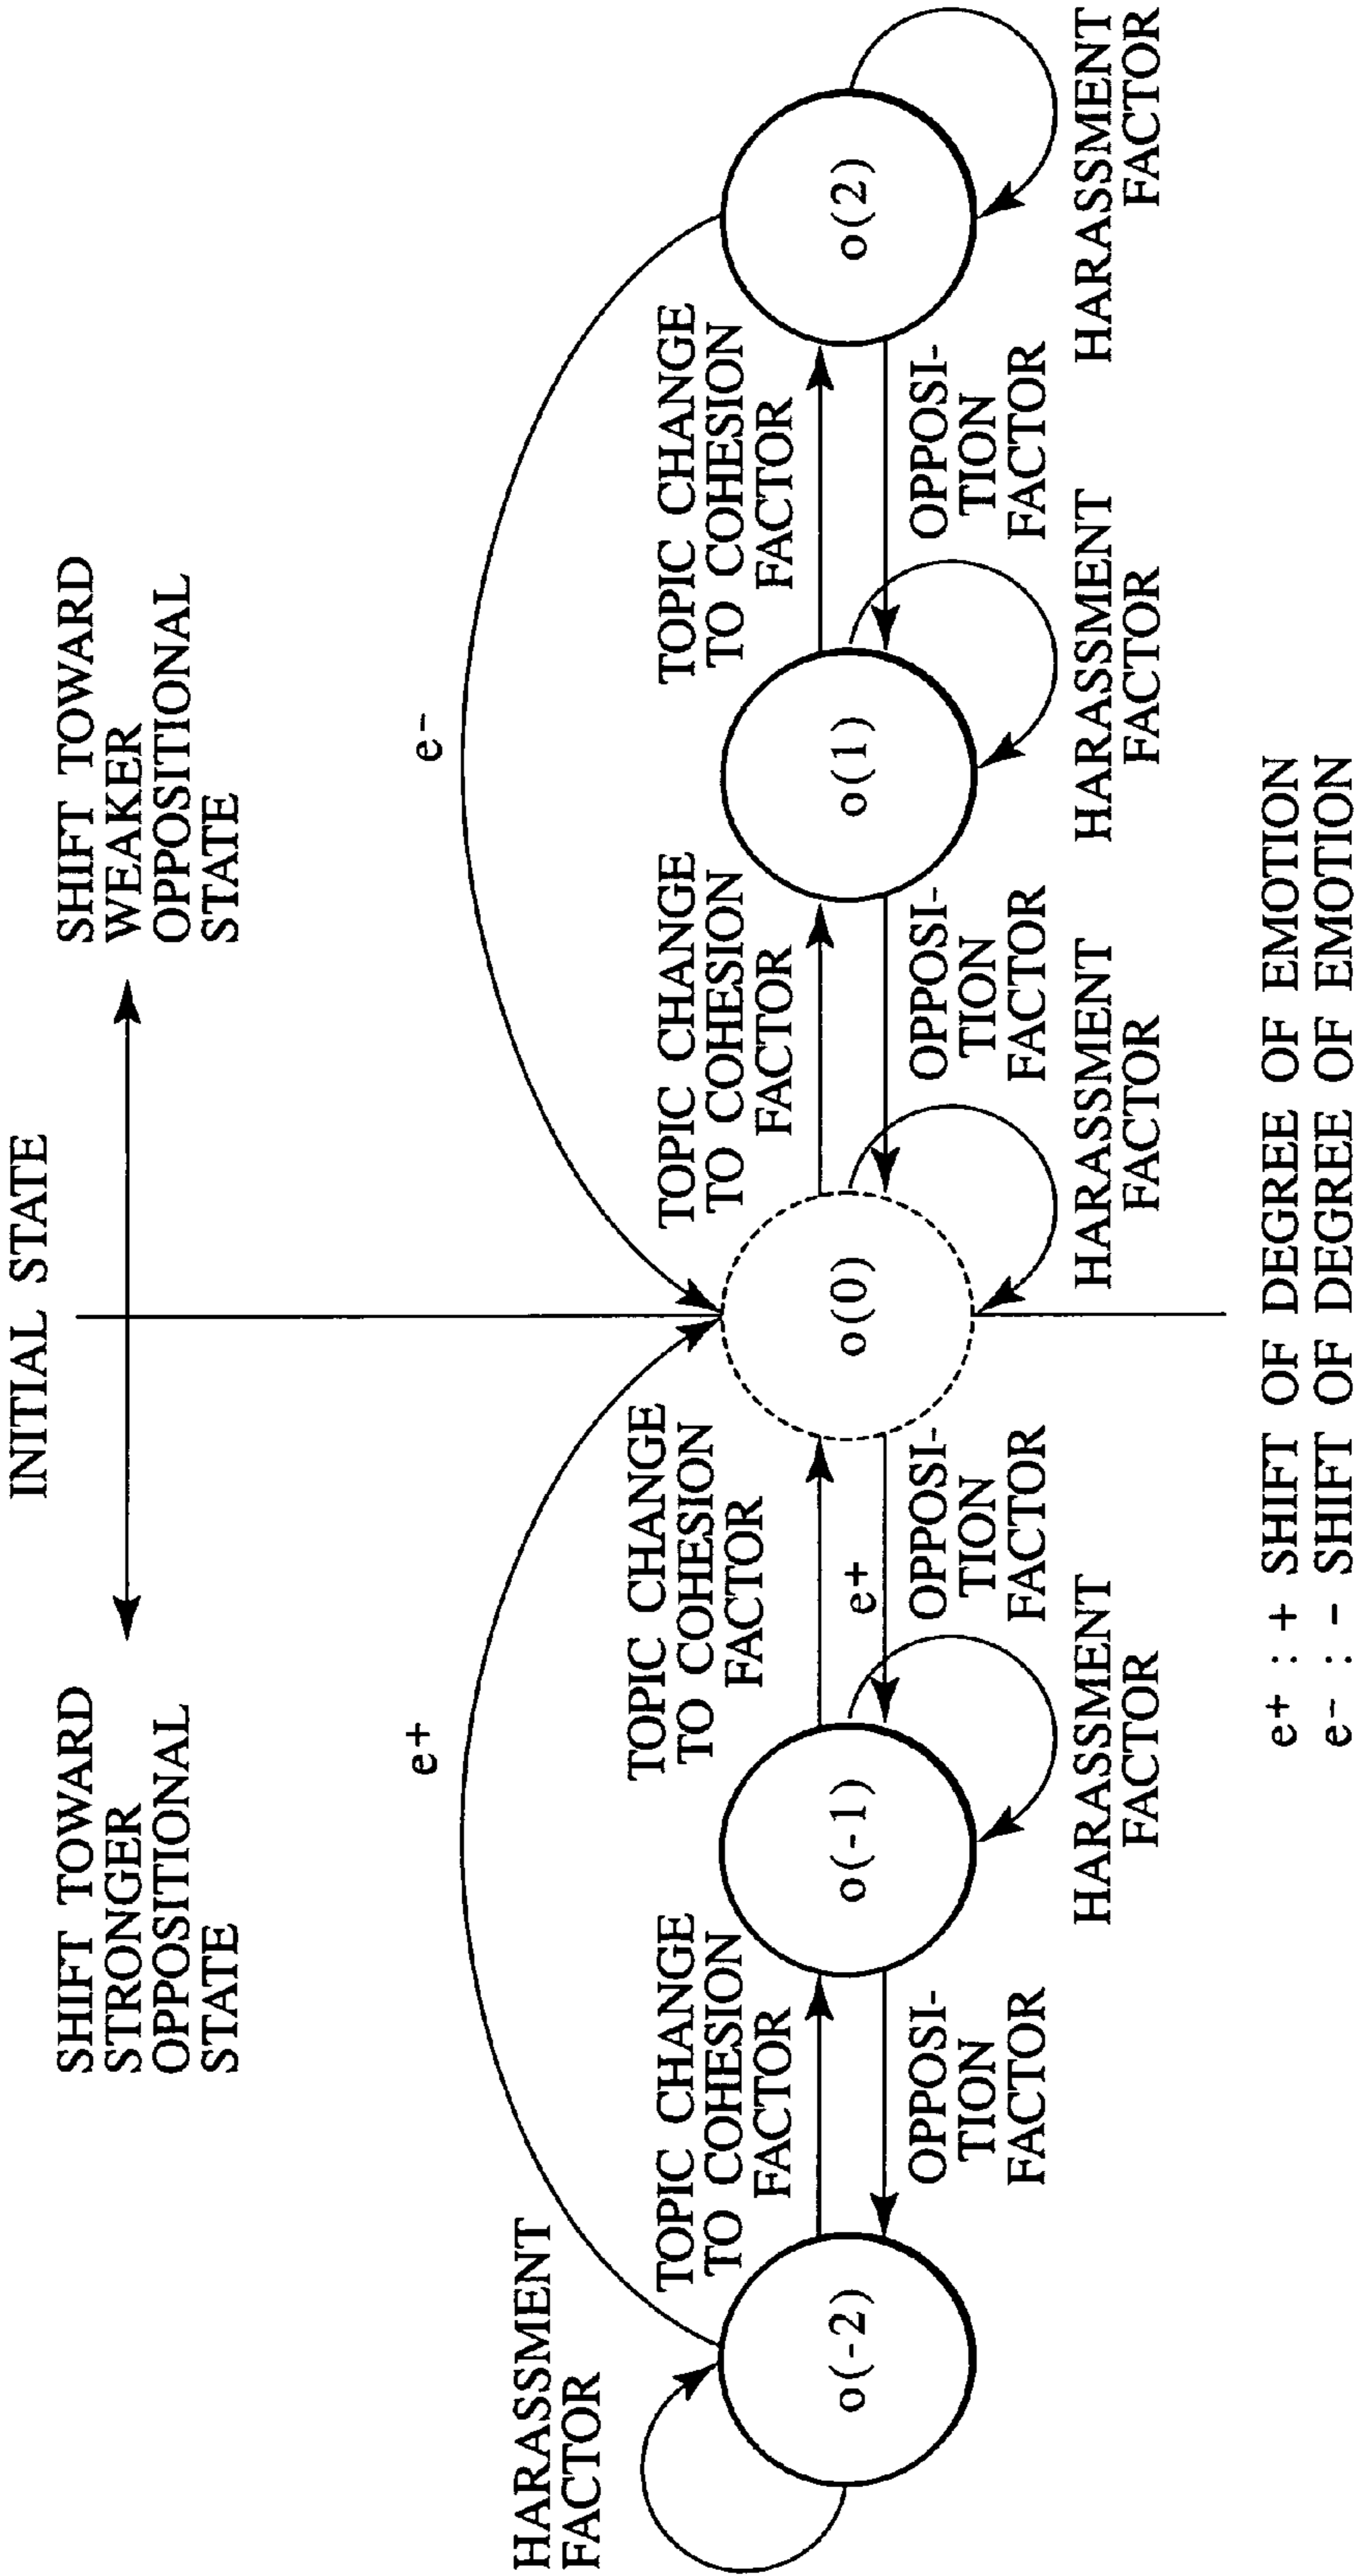 INITIAL STATE
SHIFT TOWARD
STRONGER
OPPOSITIONAL
STATE
SHIFT TOWARD
WEAKER
OPPOSITIONAL
STATE
e+
e-
HARASSMENT
FACTOR
TOPIC CHANGE
TO COHESION
FACTOR
TOPIC CHANGE
TO COHESION
FACTOR
TOPIC CHANGE
TO COHESION
FACTOR
TOPIC CHANGE
TO COHESION
FACTOR
o(-2)
o(-1)
e+
o(0)
o(1)
o(2)
OPPOSI-
TION
FACTOR
OPPOSI-
TION
FACTOR
OPPOSI-
TION
FACTOR
OPPOSI-
TION
FACTOR
HARASSMENT
FACTOR
HARASSMENT
FACTOR
HARASSMENT
FACTOR
HARASSMENT
FACTOR
e+ : + SHIFT OF DEGREE OF EMOTION
e- : - SHIFT OF DEGREE OF EMOTION